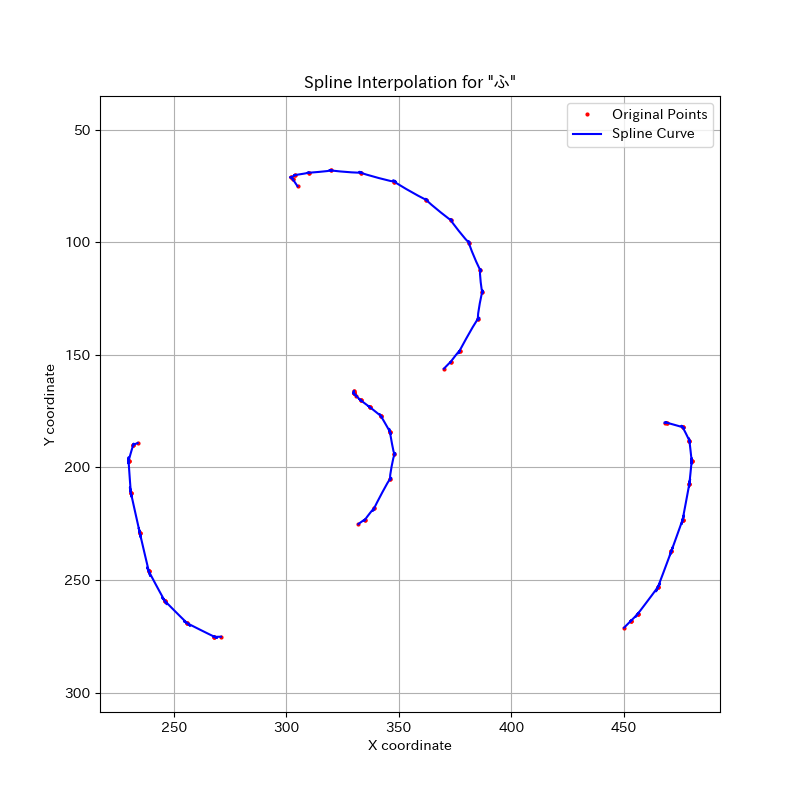 Spline Interpolation for "ふ"
Original Points
Spline Curve
50
100
150
200
250
300
Y coordinate
250
300
350
400
450
X coordinate